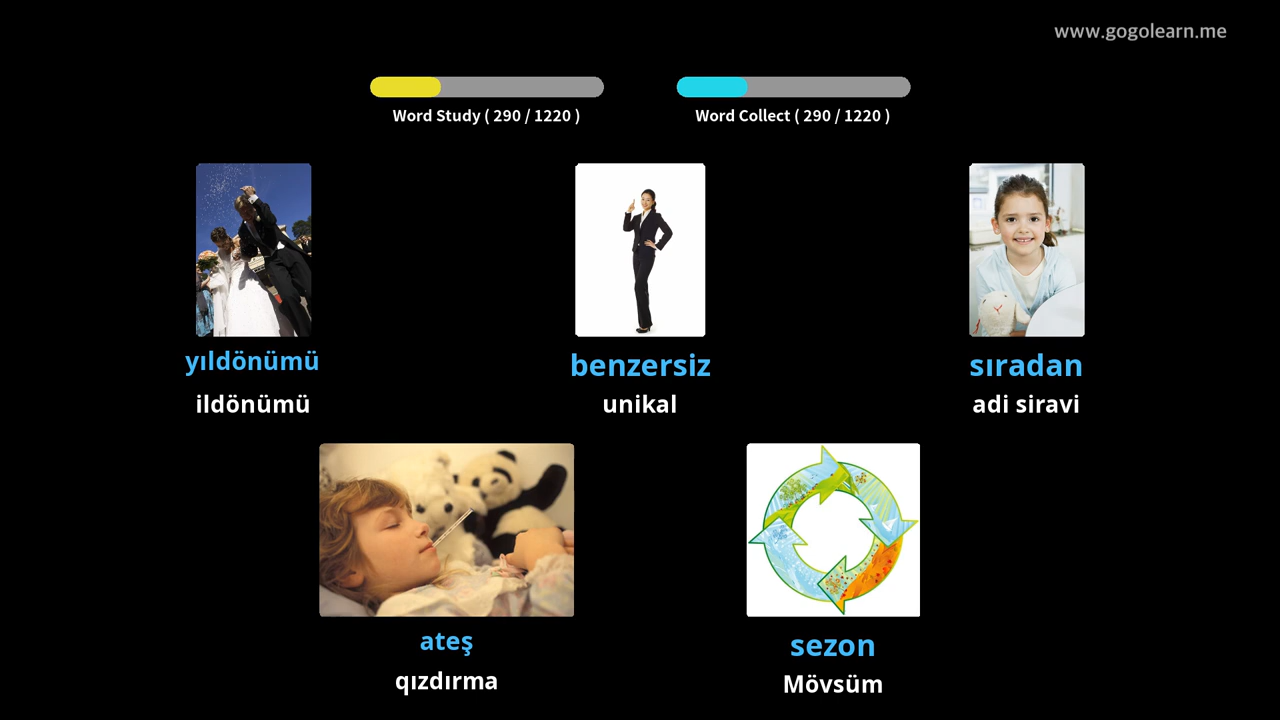 www.gogolearn.me
Word Study ( 290 / 1220 )
Word Collect ( 290 / 1220 )
yıldönümü
ildönümü
benzersiz
unikal
sıradan
adi siravi
ateş
qızdırma
sezon
Mövsüm